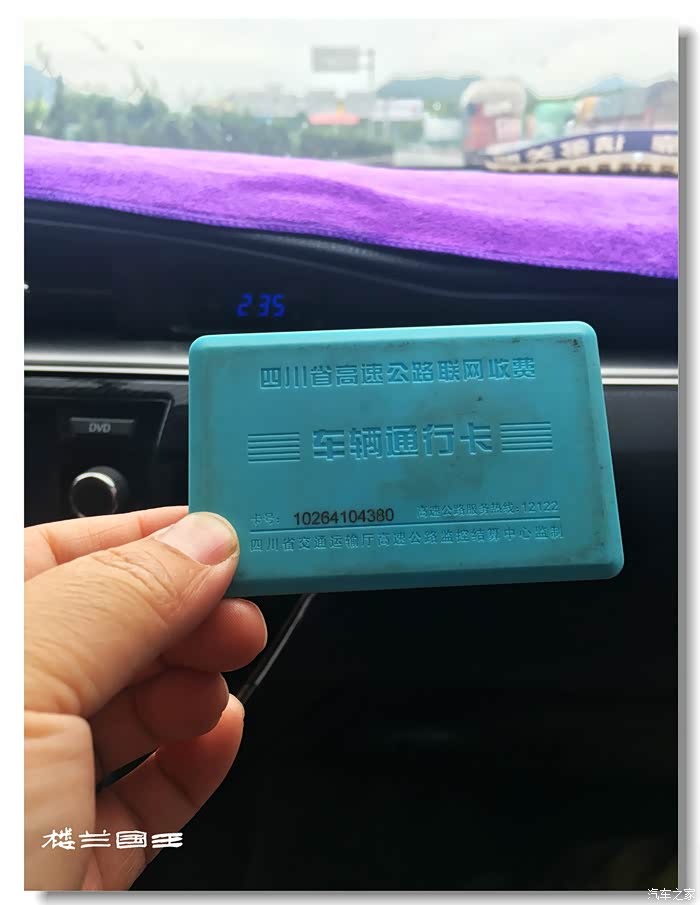 2:35
四川省高速公路联网收费
DVD
车辆通行卡
卡号: 10264104380 高速公路服务热线:12122
四川省交通运输厅高速公路监控结算中心监制
楼兰国王
汽车之家